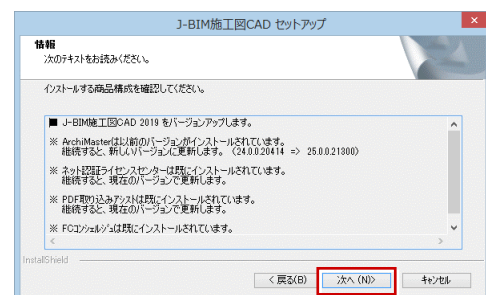 J-BIM施工図CAD セットアップ
情報
次のテキストをお読みください。
インストールする商品構成を確認してください。
■ J-BIM施工図CAD 2019 をバージョンアップします。
※ ArchiMasterは以前のバージョンがインストールされています。
継続すると、新しいバージョンに更新します。 (24.0.0.20414 => 25.0.0.21300)
※ ネット認証ライセンスセンターは既にインストールされています。
継続すると、現在のバージョンで更新します。
※ PDF取り込みアシストは既にインストールされています。
継続すると、現在のバージョンで更新します。
※ FCコンシェルジュは既にインストールされています。
InstallShield
< 戻る(B)
次へ (N)>
キャンセル